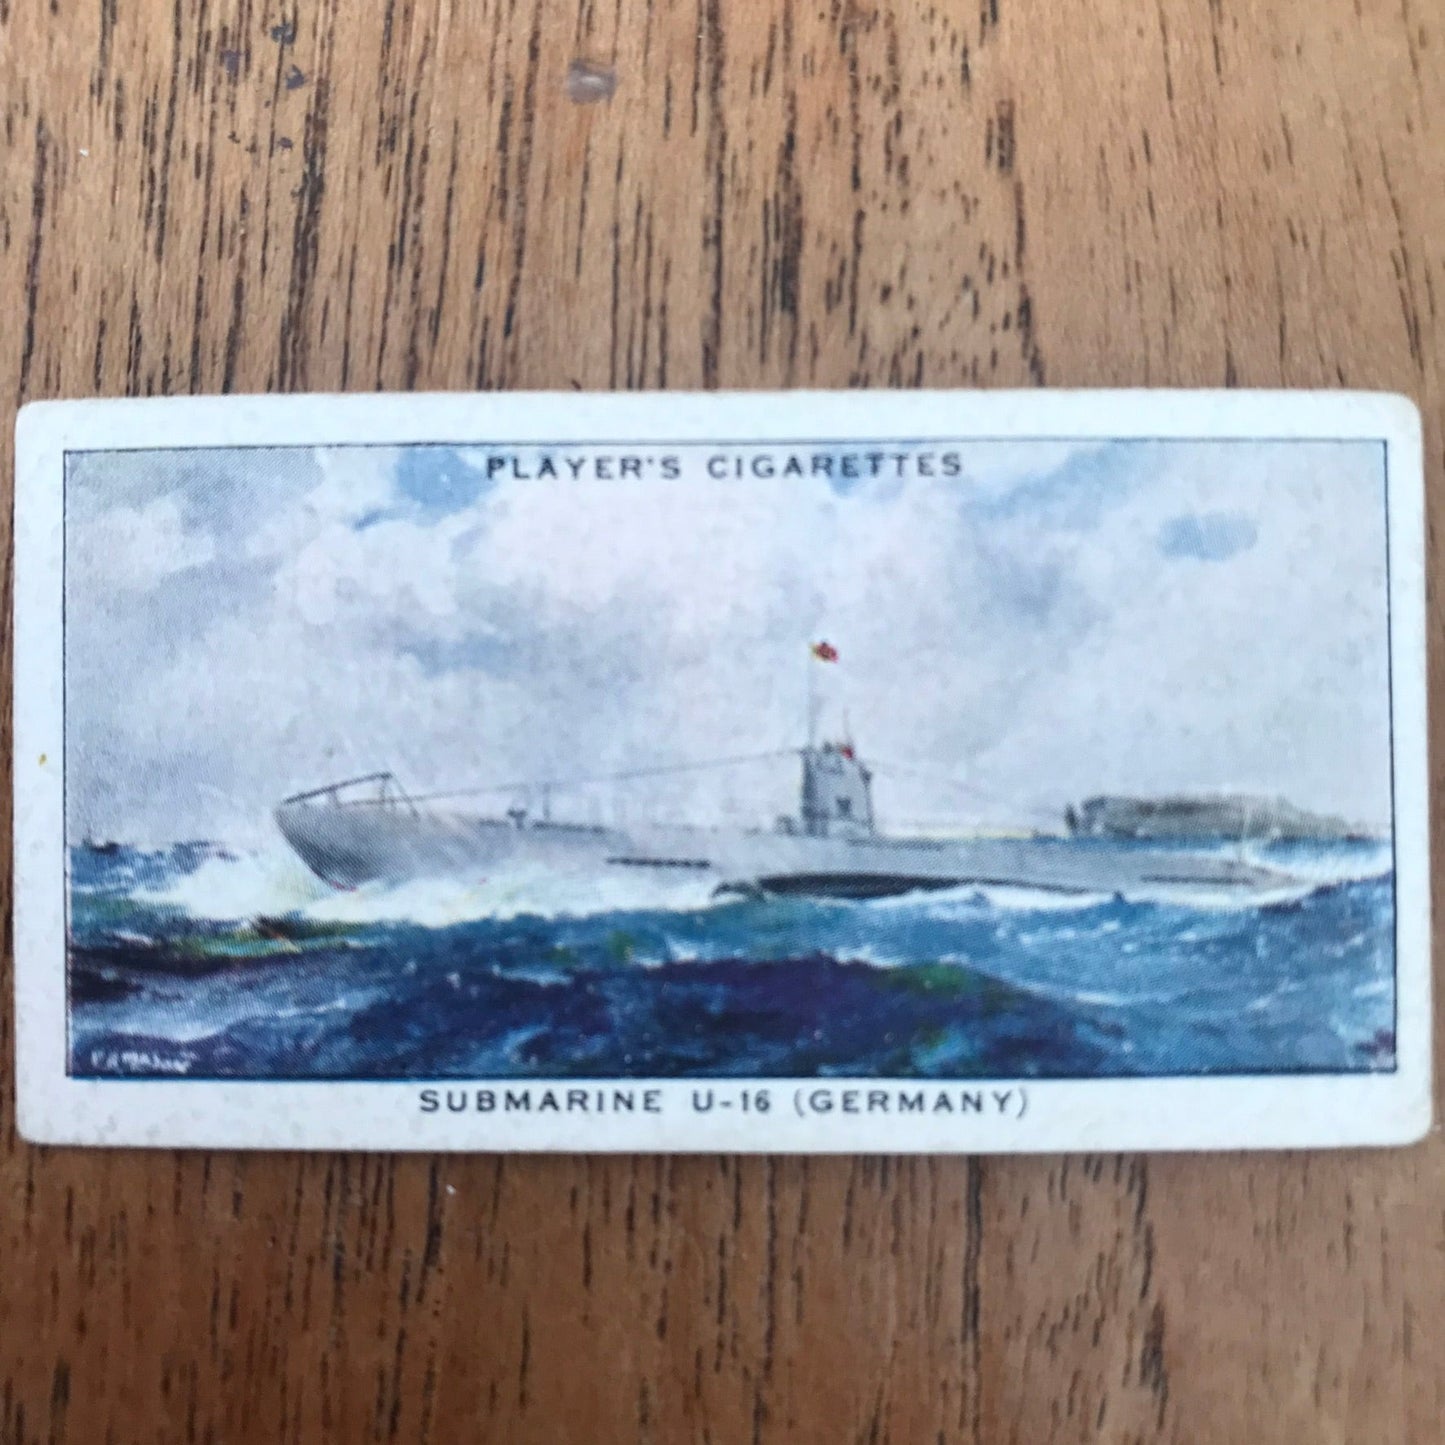 PLAYER'S CIGARETTES
SUBMARINE U-16 (GERMANY)